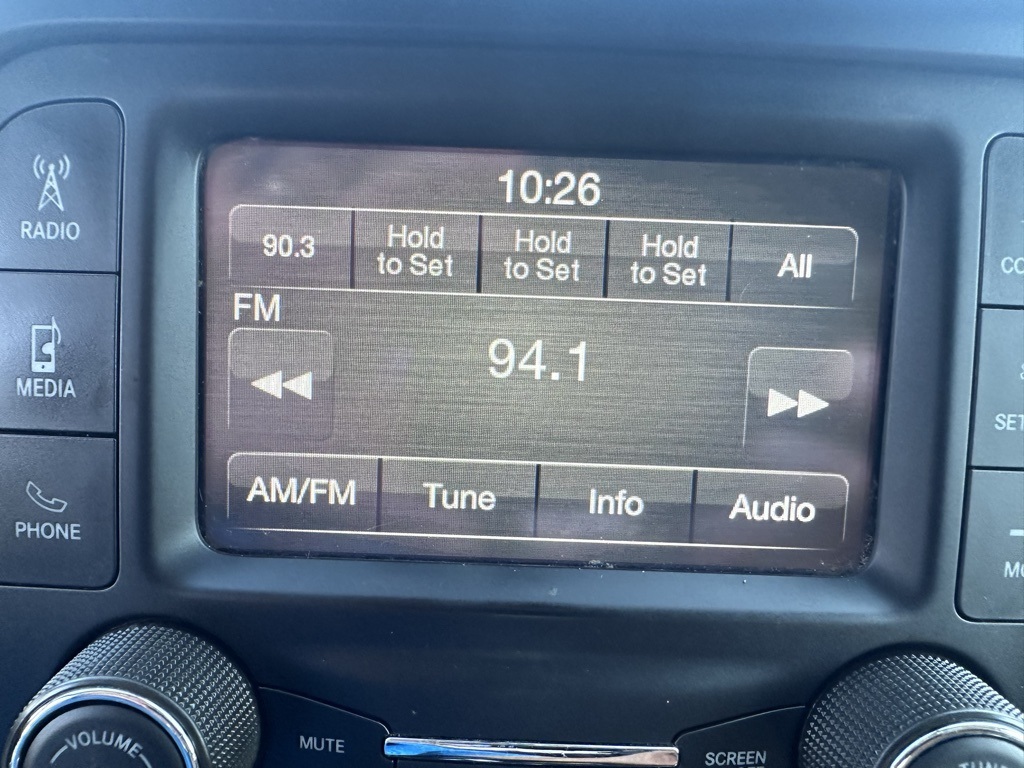 RADIO
MEDIA
PHONE
10:26
90.3
Hold
to Set
Hold
to Set
Hold
to Set
All
FM
94.1
AM/FM
Tune
Info
Audio
VOLUME
MUTE
SCREEN